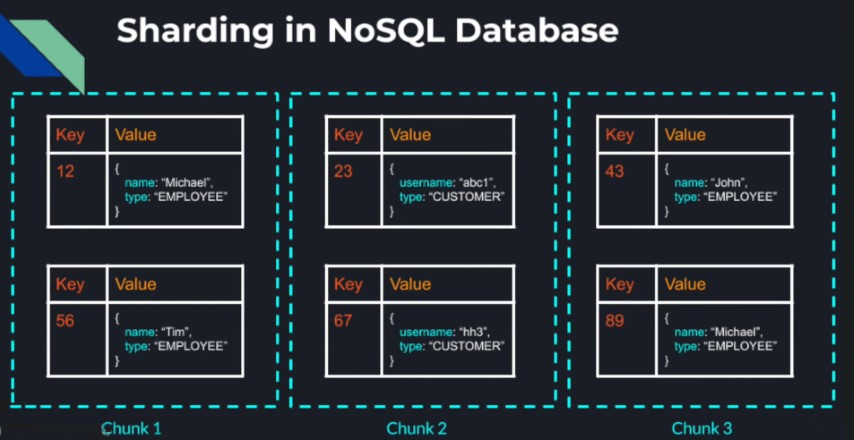 Sharding in NoSQL Database
Key Value
12 {
name: “Michael”,
type: “EMPLOYEE”
}
Key Value
56 {
name: “Tim”,
type: “EMPLOYEE”
}
Chunk 1
Key Value
23 {
username: “abc1”,
type: “CUSTOMER”
}
Key Value
67 {
username: “hh3”,
type: “CUSTOMER”
}
Chunk 2
Key Value
43 {
name: “John”,
type: “EMPLOYEE”
}
Key Value
89 {
name: “Michael”,
type: “EMPLOYEE”
}
Chunk 3